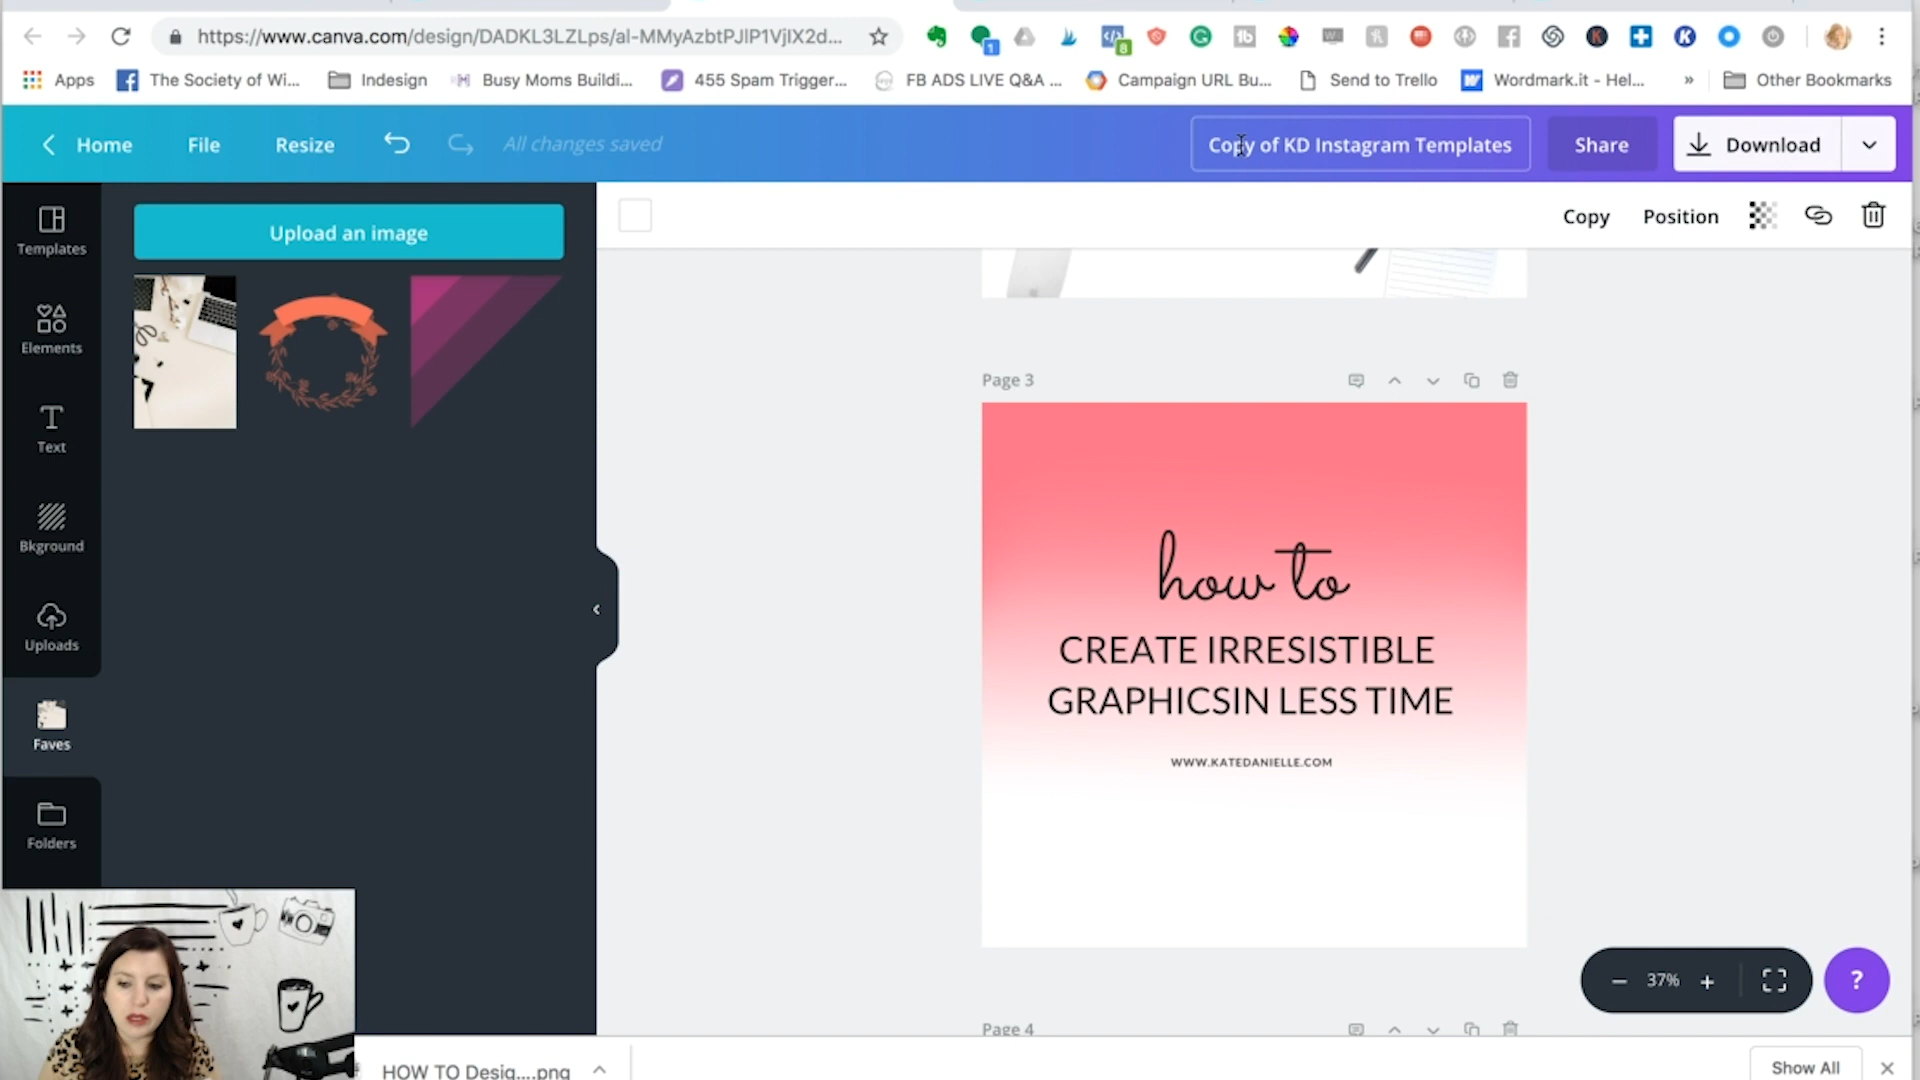 https://www.canva.com/design/DADKL3LZLps/al-MMyAzbtPJlP1VjlX2d...
1
8
Apps
The Society of Wi...
Indesign
Busy Moms Buildi...
455 Spam Trigger...
FB ADS LIVE Q&A ...
Campaign URL Bu...
Send to Trello
Wordmark.it - Hel...
»
Other Bookmarks
Home
File
Resize
All changes saved
Copy of KD Instagram Templates
Share
Download
Templates
Upload an image
Copy
Position
Elements
Text
Bkground
Uploads
Faves
Folders
Page 3
how to
CREATE IRRESISTIBLE
GRAPHICSIN LESS TIME
WWW.KATEDANIELLE.COM
37%
?
Page 4
HOW TO Desig....png
Show All